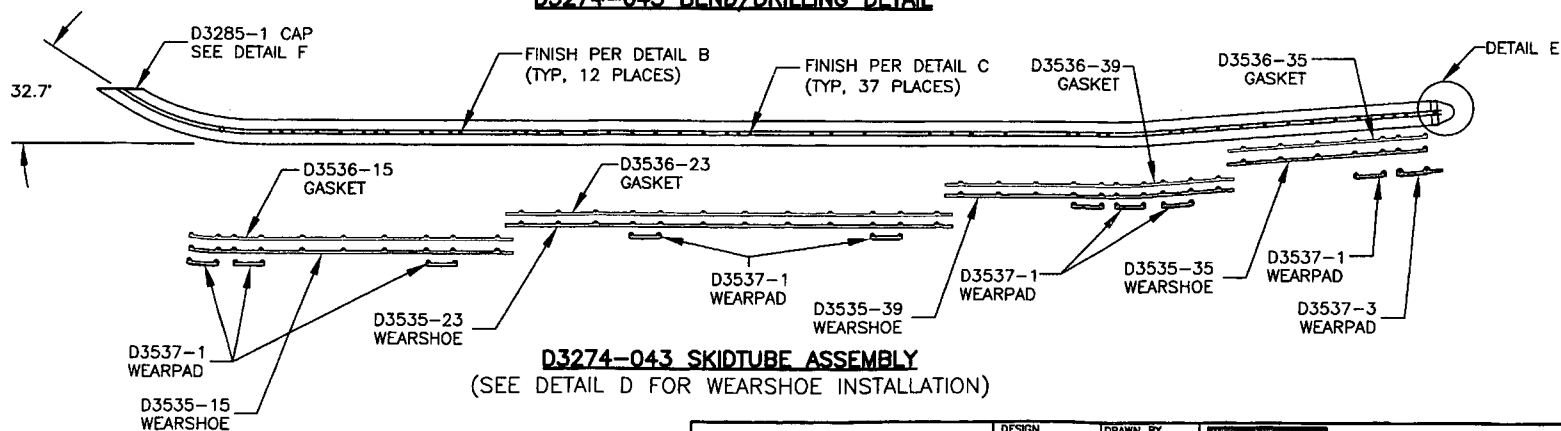 D3274-043 BEND/DRILLING DETAIL
D3285-1 CAP
SEE DETAIL F
32.7°
FINISH PER DETAIL B
(TYP, 12 PLACES)
FINISH PER DETAIL C
(TYP, 37 PLACES)
D3536-39
GASKET
D3536-35
GASKET
DETAIL E
D3536-15
GASKET
D3536-23
GASKET
D3537-1
WEARPAD
D3535-15
WEARSHOE
D3535-23
WEARSHOE
D3537-1
WEARPAD
D3535-39
WEARSHOE
D3537-1
WEARPAD
D3535-35
WEARSHOE
D3537-1
WEARPAD
D3537-3
WEARPAD
D3274-043 SKIDTUBE ASSEMBLY
(SEE DETAIL D FOR WEARSHOE INSTALLATION)
DESIGN
DRAWN BY